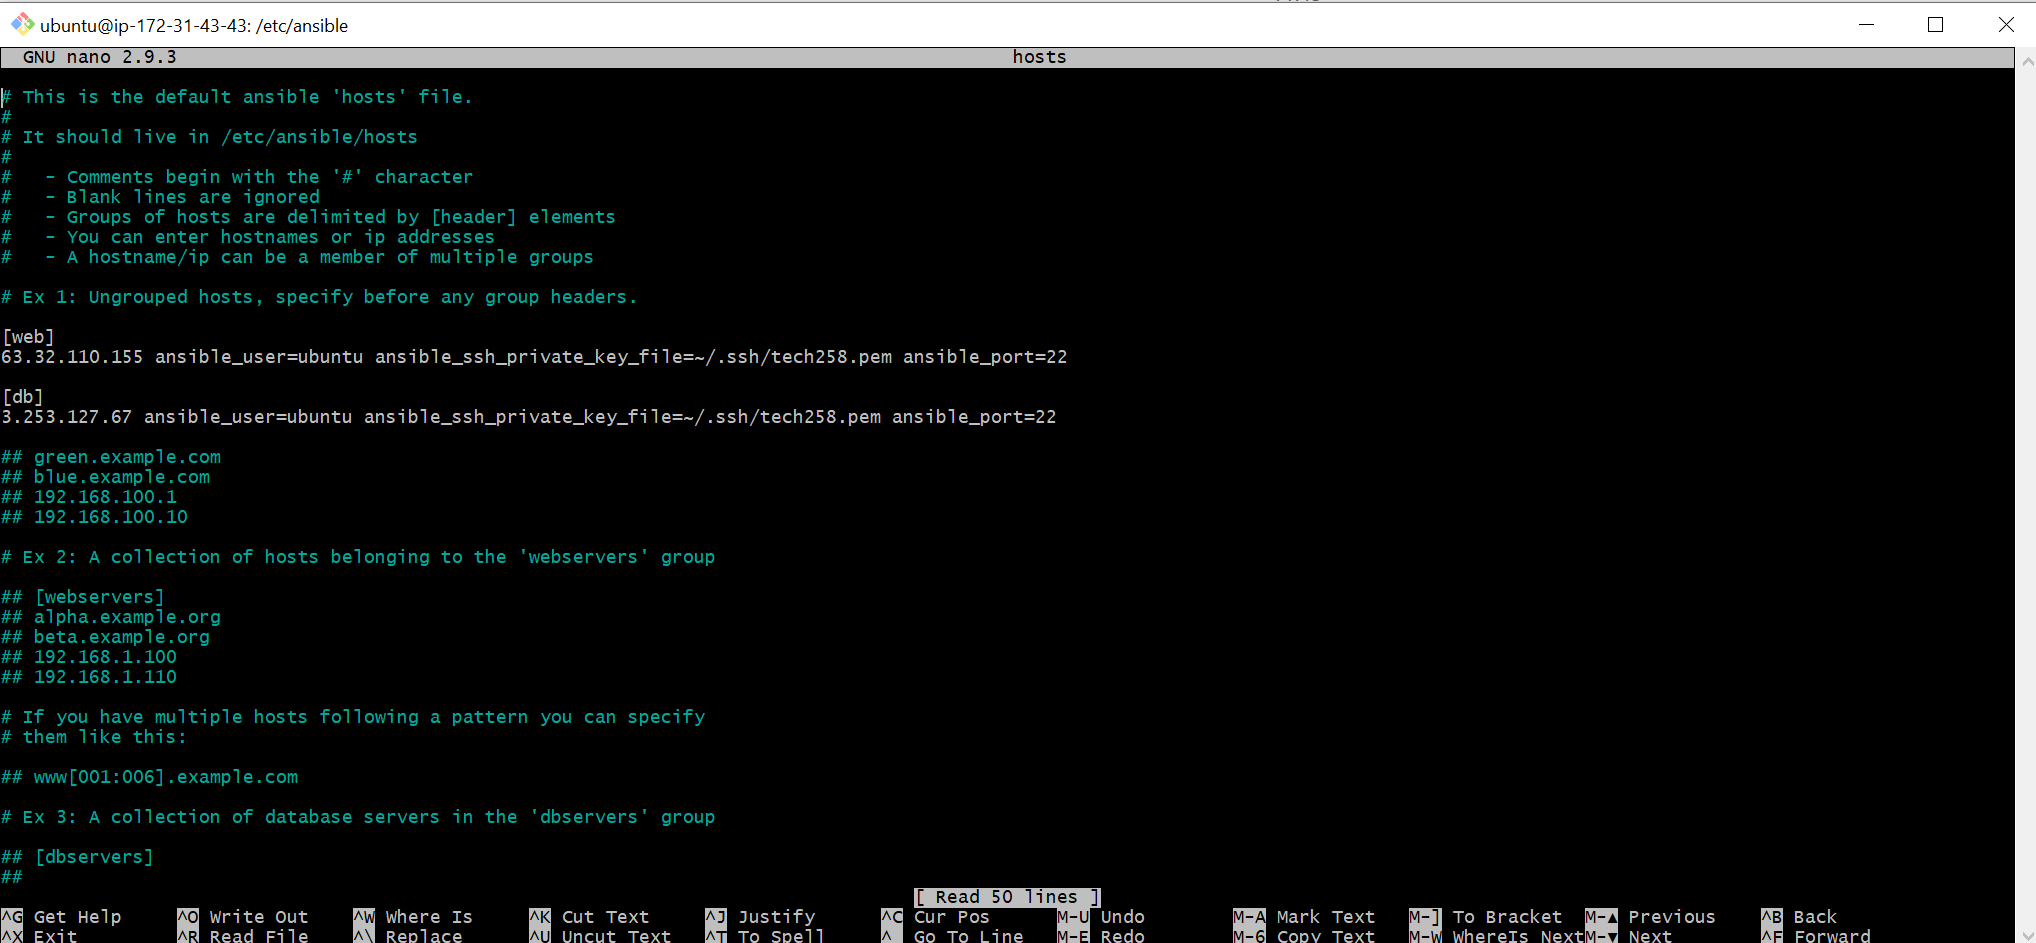 ubuntu@ip-172-31-43-43: /etc/ansible
GNU nano 2.9.3 hosts
# This is the default ansible 'hosts' file.
#
# It should live in /etc/ansible/hosts
#
#   - Comments begin with the '#' character
#   - Blank lines are ignored
#   - Groups of hosts are delimited by [header] elements
#   - You can enter hostnames or ip addresses
#   - A hostname/ip can be a member of multiple groups
# Ex 1: Ungrouped hosts, specify before any group headers.
[web]
63.32.110.155 ansible_user=ubuntu ansible_ssh_private_key_file=~/.ssh/tech258.pem ansible_port=22
[db]
3.253.127.67 ansible_user=ubuntu ansible_ssh_private_key_file=~/.ssh/tech258.pem ansible_port=22
## green.example.com
## blue.example.com
## 192.168.100.1
## 192.168.100.10
# Ex 2: A collection of hosts belonging to the 'webservers' group
## [webservers]
## alpha.example.org
## beta.example.org
## 192.168.1.100
## 192.168.1.110
# If you have multiple hosts following a pattern you can specify
# them like this:
## www[001:006].example.com
# Ex 3: A collection of database servers in the 'dbservers' group
## [dbservers]
##
[ Read 50 lines ]
^G Get Help ^O Write Out ^W Where Is ^K Cut Text ^J Justify ^C Cur Pos M-U Undo M-A Mark Text M-] To Bracket M-▲ Previous ^B Back
^X Exit ^R Read File ^\ Replace ^U Uncut Text ^T To Spell ^ Go To Line M-E Redo M-6 Copy Text M-W WhereIs Next M-▼ Next ^F Forward